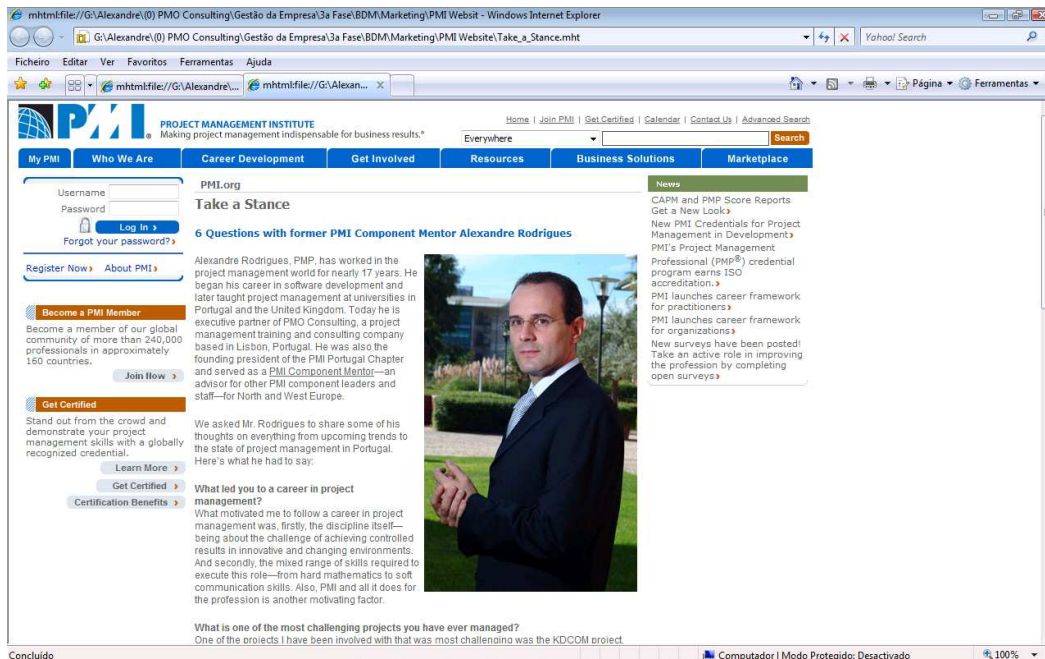 mhtml:file://G:\Alexandre\(0) PMO Consulting\Gestão da Empresa\3a Fase\BDM\Marketing\PMI Websit - Windows Internet Explorer
G:\Alexandre\(0) PMO Consulting\Gestão da Empresa\3a Fase\BDM\Marketing\PMI Website\Take_a_Stance.mht
Yahoo! Search
Ficheiro Editar Ver Favoritos Ferramentas Ajuda
mhtml:file://G:\Alexandre\...
mhtml:file://G:\Alexan...
Página
Ferramentas
PMI
PROJECT MANAGEMENT INSTITUTE
Making project management indispensable for business results.®
Home | Join PMI | Get Certified | Calendar | Contact Us | Advanced Search
Everywhere
Search
My PMI Who We Are Career Development Get Involved Resources Business Solutions Marketplace
Username
Password
Log In
Forgot your password?
Register Now About PMI
Become a PMI Member
Become a member of our global
community of more than 240,000
professionals in approximately
160 countries.
Join Now
Get Certified
Stand out from the crowd and
demonstrate your project
management skills with a globally
recognized credential.
Learn More
Get Certified
Certification Benefits
PMI.org
Take a Stance
6 Questions with former PMI Component Mentor Alexandre Rodrigues
Alexandre Rodrigues, PMP, has worked in the
project management world for nearly 17 years. He
began his career in software development and
later taught project management at universities in
Portugal and the United Kingdom. Today he is
executive partner of PMO Consulting, a project
management training and consulting company
based in Lisbon, Portugal. He was also the
founding president of the PMI Portugal Chapter
and served as a PMI Component Mentor—an
advisor for other PMI component leaders and
staff—for North and West Europe.
We asked Mr. Rodrigues to share some of his
thoughts on everything from upcoming trends to
the state of project management in Portugal.
Here's what he had to say:
What led you to a career in project
management?
What motivated me to follow a career in project
management was, firstly, the discipline itself—
being about the challenge of achieving controlled
results in innovative and changing environments.
And secondly, the mixed range of skills required to
execute this role—from hard mathematics to soft
communication skills. Also, PMI and all it does for
the profession is another motivating factor.
What is one of the most challenging projects you have ever managed?
One of the projects I have been involved with that was most challenging was the KDCOM project.
News
CAPM and PMP Score Reports
Get a New Look
New PMI Credentials for Project
Management in Development
PMI's Project Management
Professional (PMP®) credential
program earns ISO
accreditation.
PMI launches career framework
for practitioners
PMI launches career framework
for organizations
New surveys have been posted!
Take an active role in improving
the profession by completing
open surveys
Concluído
Computador | Modo Protegido: Desactivado
100%